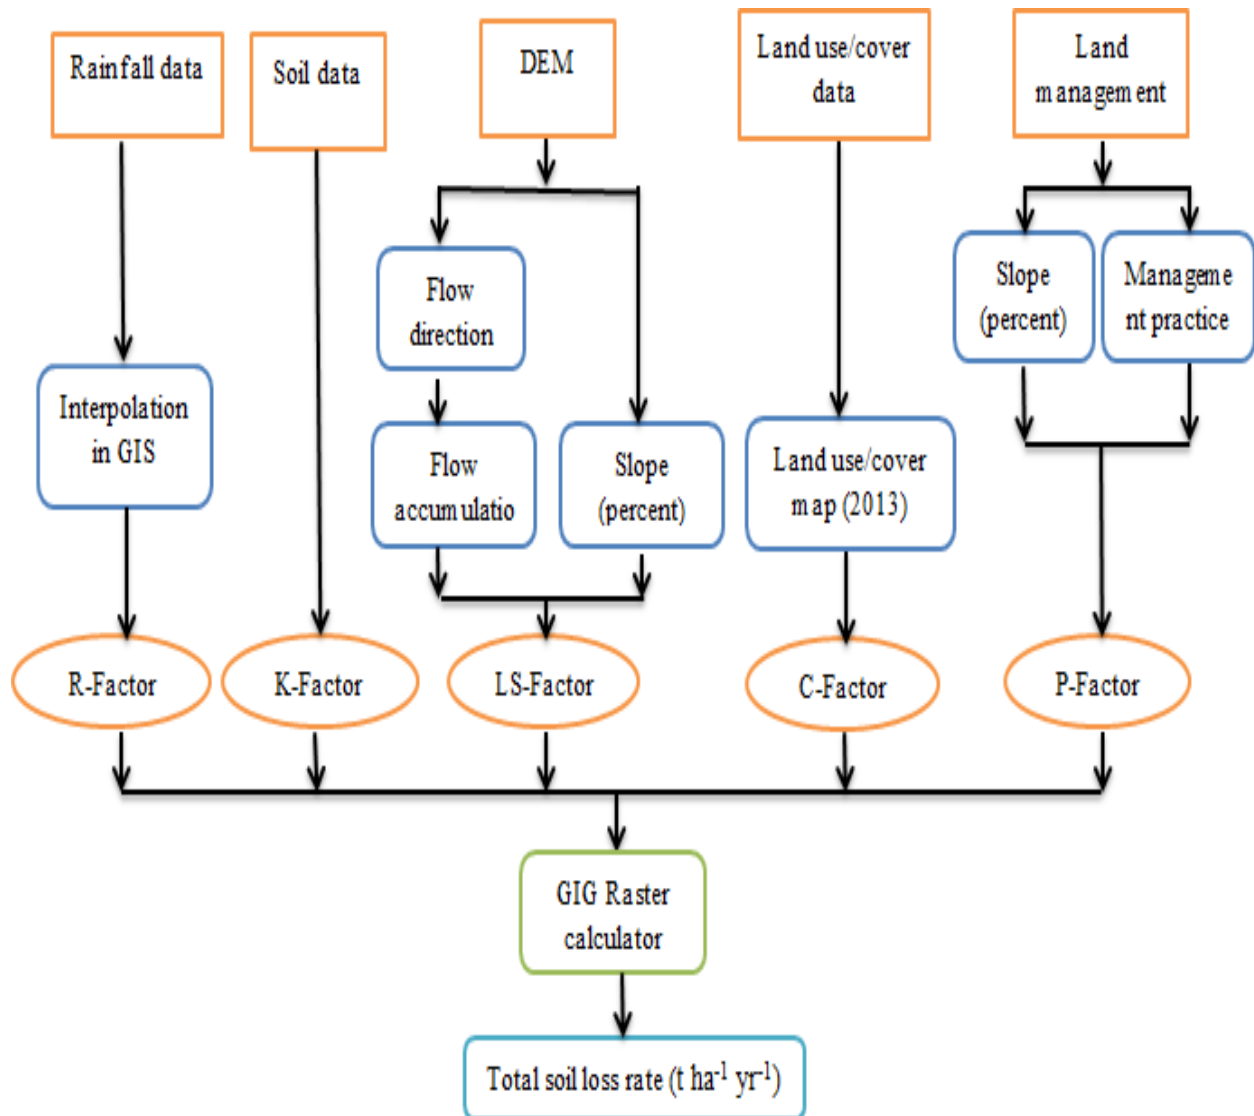 Rainfall data
Soil data
DEM
Land use/cover
data
Land
management
Flow
direction
Slope
(percent)
Manageme
nt practice
Interpolation
in GIS
Flow
accumulatio
Slope
(percent)
Land use/cover
map (2013)
R-Factor
K-Factor
LS-Factor
C-Factor
P-Factor
GIG Raster
calculator
Total soil loss rate (t ha⁻¹ yr⁻¹)